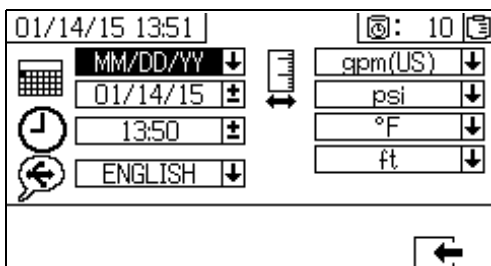 01/14/15 13:51
: 10
MM/DD/YY
01/14/15
13:50
ENGLISH
gpm(US)
psi
°F
ft